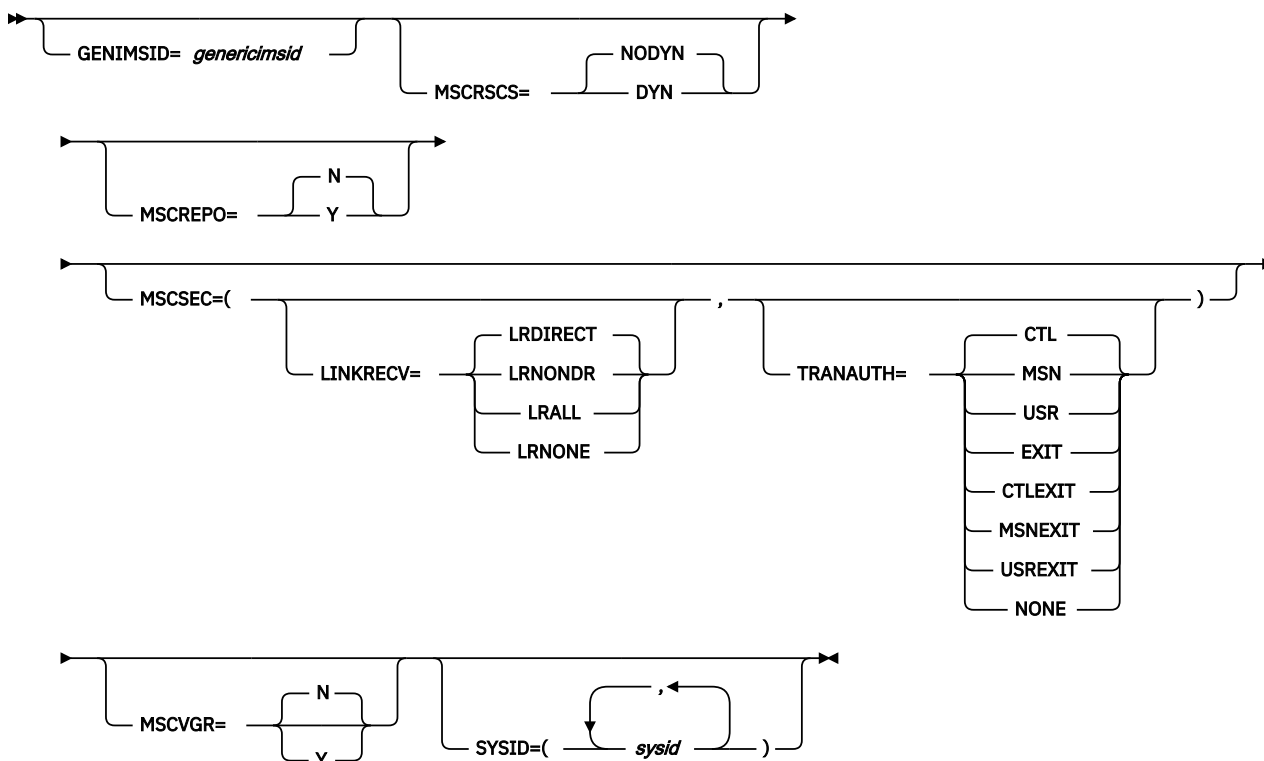 GENIMSID= genericimsid
NODYN
MSCRSCS= DYN
N
MSCREPO= Y
MSCSEC=( , )
LRDIRECT CTL
LINKRECV= LRNONDR TRANAUTH= MSN
LRALL USR
LRNONE EXIT
CTLEXIT
MSNEXIT
USREXIT
NONE
N ,
MSCVGR=
Y SYSID=( sysid )